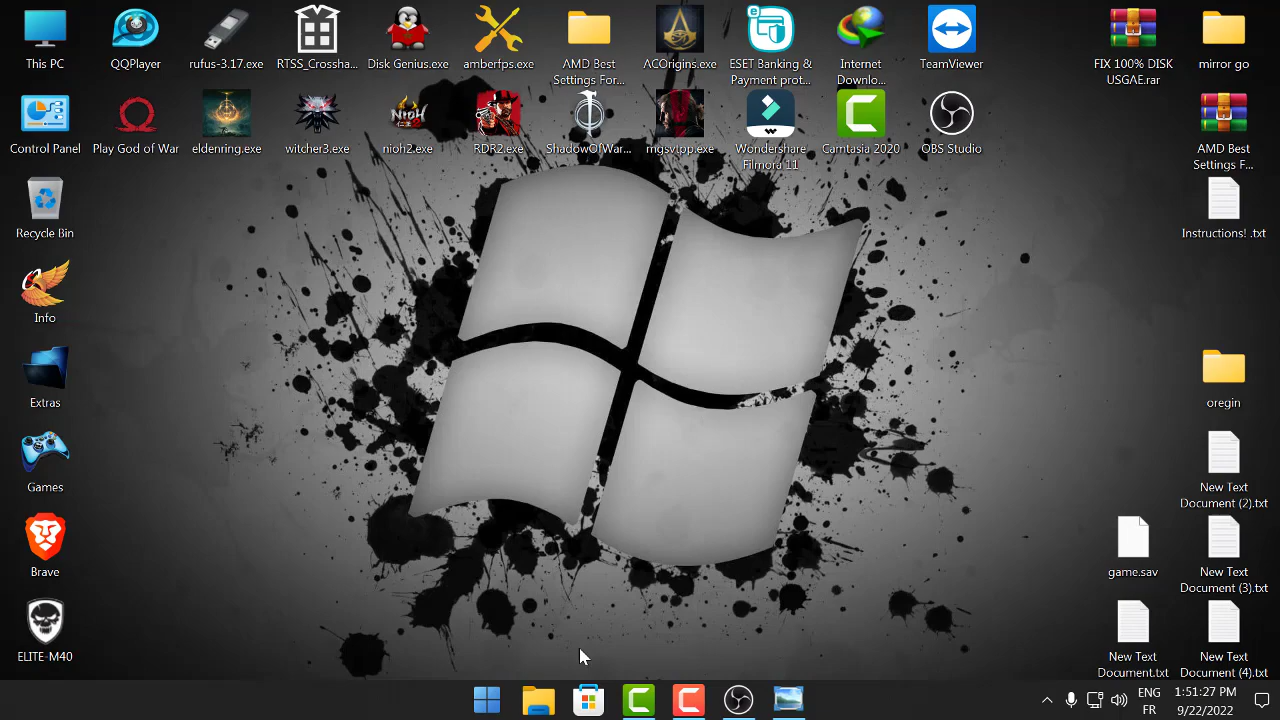 This PC
QQPlayer
rufus-3.17.exe
RTSS_Crossha...
Disk Genius.exe
amberfps.exe
AMD Best
Settings For...
ACOrigins.exe
ESET Banking &
Payment prot...
Internet
Downlo...
TeamViewer
FIX 100% DISK
USGAE.rar
mirror go
Control Panel
Play God of War
eldenring.exe
witcher3.exe
nioh2.exe
RDR2.exe
ShadowOfWar...
mgsvtpp.exe
Wondershare
Filmora 11
Camtasia 2020
OBS Studio
AMD Best
Settings F...
Recycle Bin
Instructions! .txt
Info
Extras
oregin
Games
New Text
Document (2).txt
Brave
game.sav
New Text
Document (3).txt
ELITE-M40
New Text
Document.txt
New Text
Document (4).txt
ENG
FR
1:51:27 PM
9/22/2022